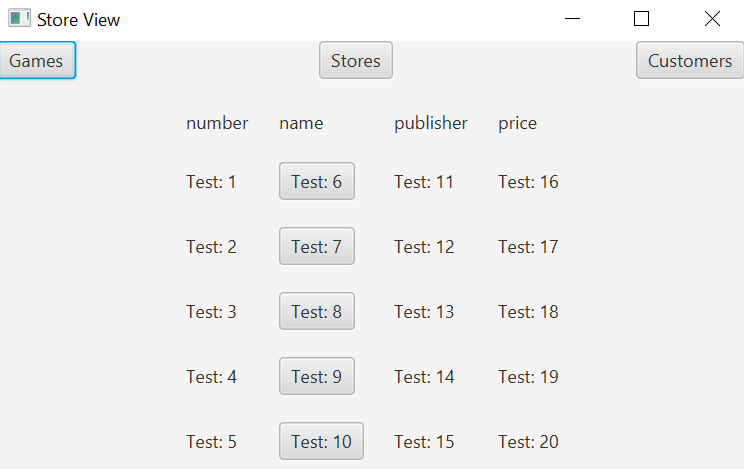 Store View
Games Stores Customers
number name publisher price
Test: 1 Test: 6 Test: 11 Test: 16
Test: 2 Test: 7 Test: 12 Test: 17
Test: 3 Test: 8 Test: 13 Test: 18
Test: 4 Test: 9 Test: 14 Test: 19
Test: 5 Test: 10 Test: 15 Test: 20